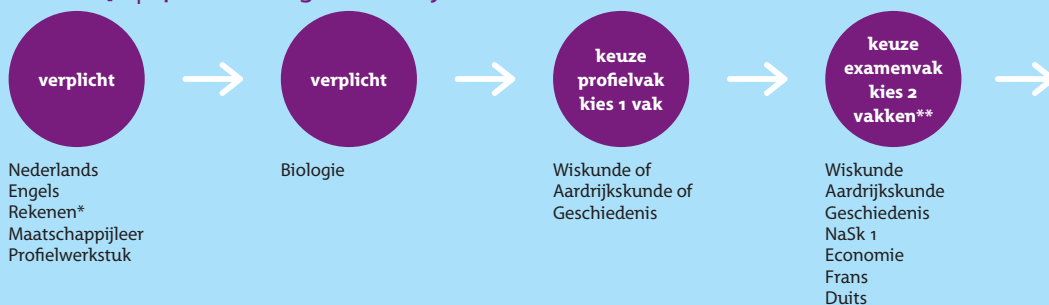 verplicht
Nederlands
Engels
Rekenen*
Maatschappijleer
Profielwerkstuk
verplicht
Biologie
keuze
profielvak
kies 1 vak
Wiskunde of
Aardrijkskunde of
Geschiedenis
keuze
examenvak
kies 2
vakken**
Wiskunde
Aardrijkskunde
Geschiedenis
NaSk 1
Economie
Frans
Duits